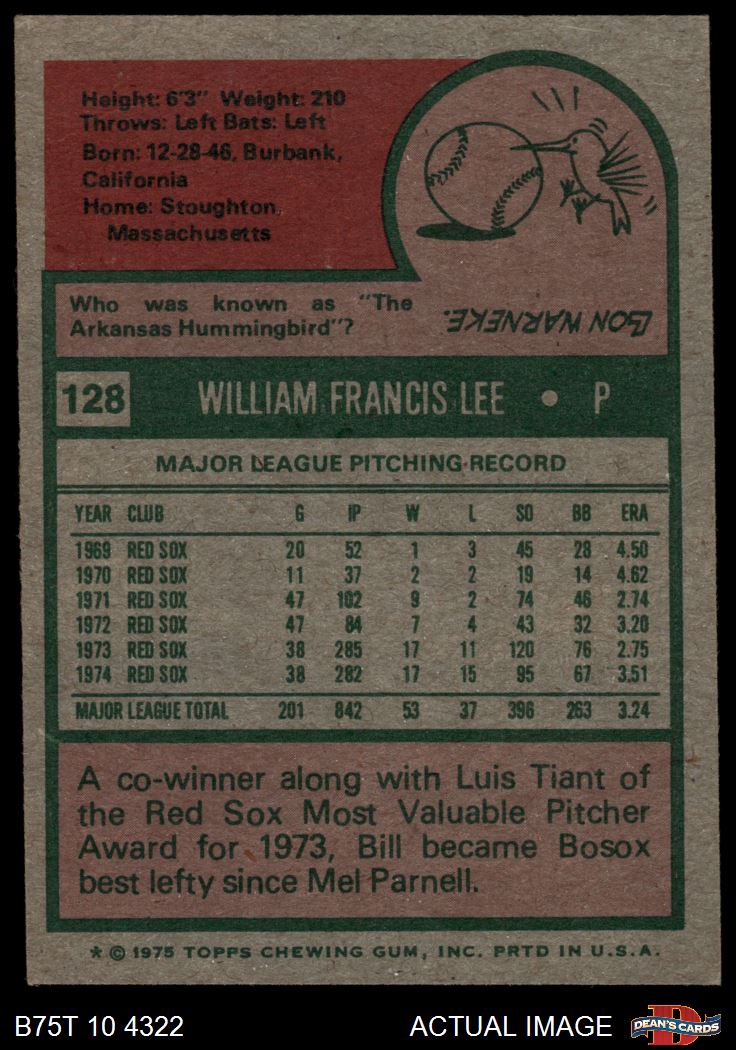 Height: 6'3" Weight: 210
Throws: Left Bats: Left
Born: 12-28-46, Burbank,
California
Home: Stoughton,
Massachusetts
Who was known as "The
Arkansas Hummingbird"?
LON WARNEKE.
128 WILLIAM FRANCIS LEE • P
MAJOR LEAGUE PITCHING RECORD
YEAR CLUB G IP W L SO BB ERA
1969 RED SOX 20 52 1 3 45 28 4.50
1970 RED SOX 11 37 2 2 19 14 4.62
1971 RED SOX 47 102 9 2 74 46 2.74
1972 RED SOX 47 84 7 4 43 32 3.20
1973 RED SOX 38 285 17 11 120 76 2.75
1974 RED SOX 38 282 17 15 95 67 3.51
MAJOR LEAGUE TOTAL 201 842 53 37 396 263 3.24
A co-winner along with Luis Tiant of
the Red Sox Most Valuable Pitcher
Award for 1973, Bill became Bosox
best lefty since Mel Parnell.
* © 1975 TOPPS CHEWING GUM, INC. PRTD IN U.S.A.
B75T 10 4322 ACTUAL IMAGE
D
DEAN'S CARDS